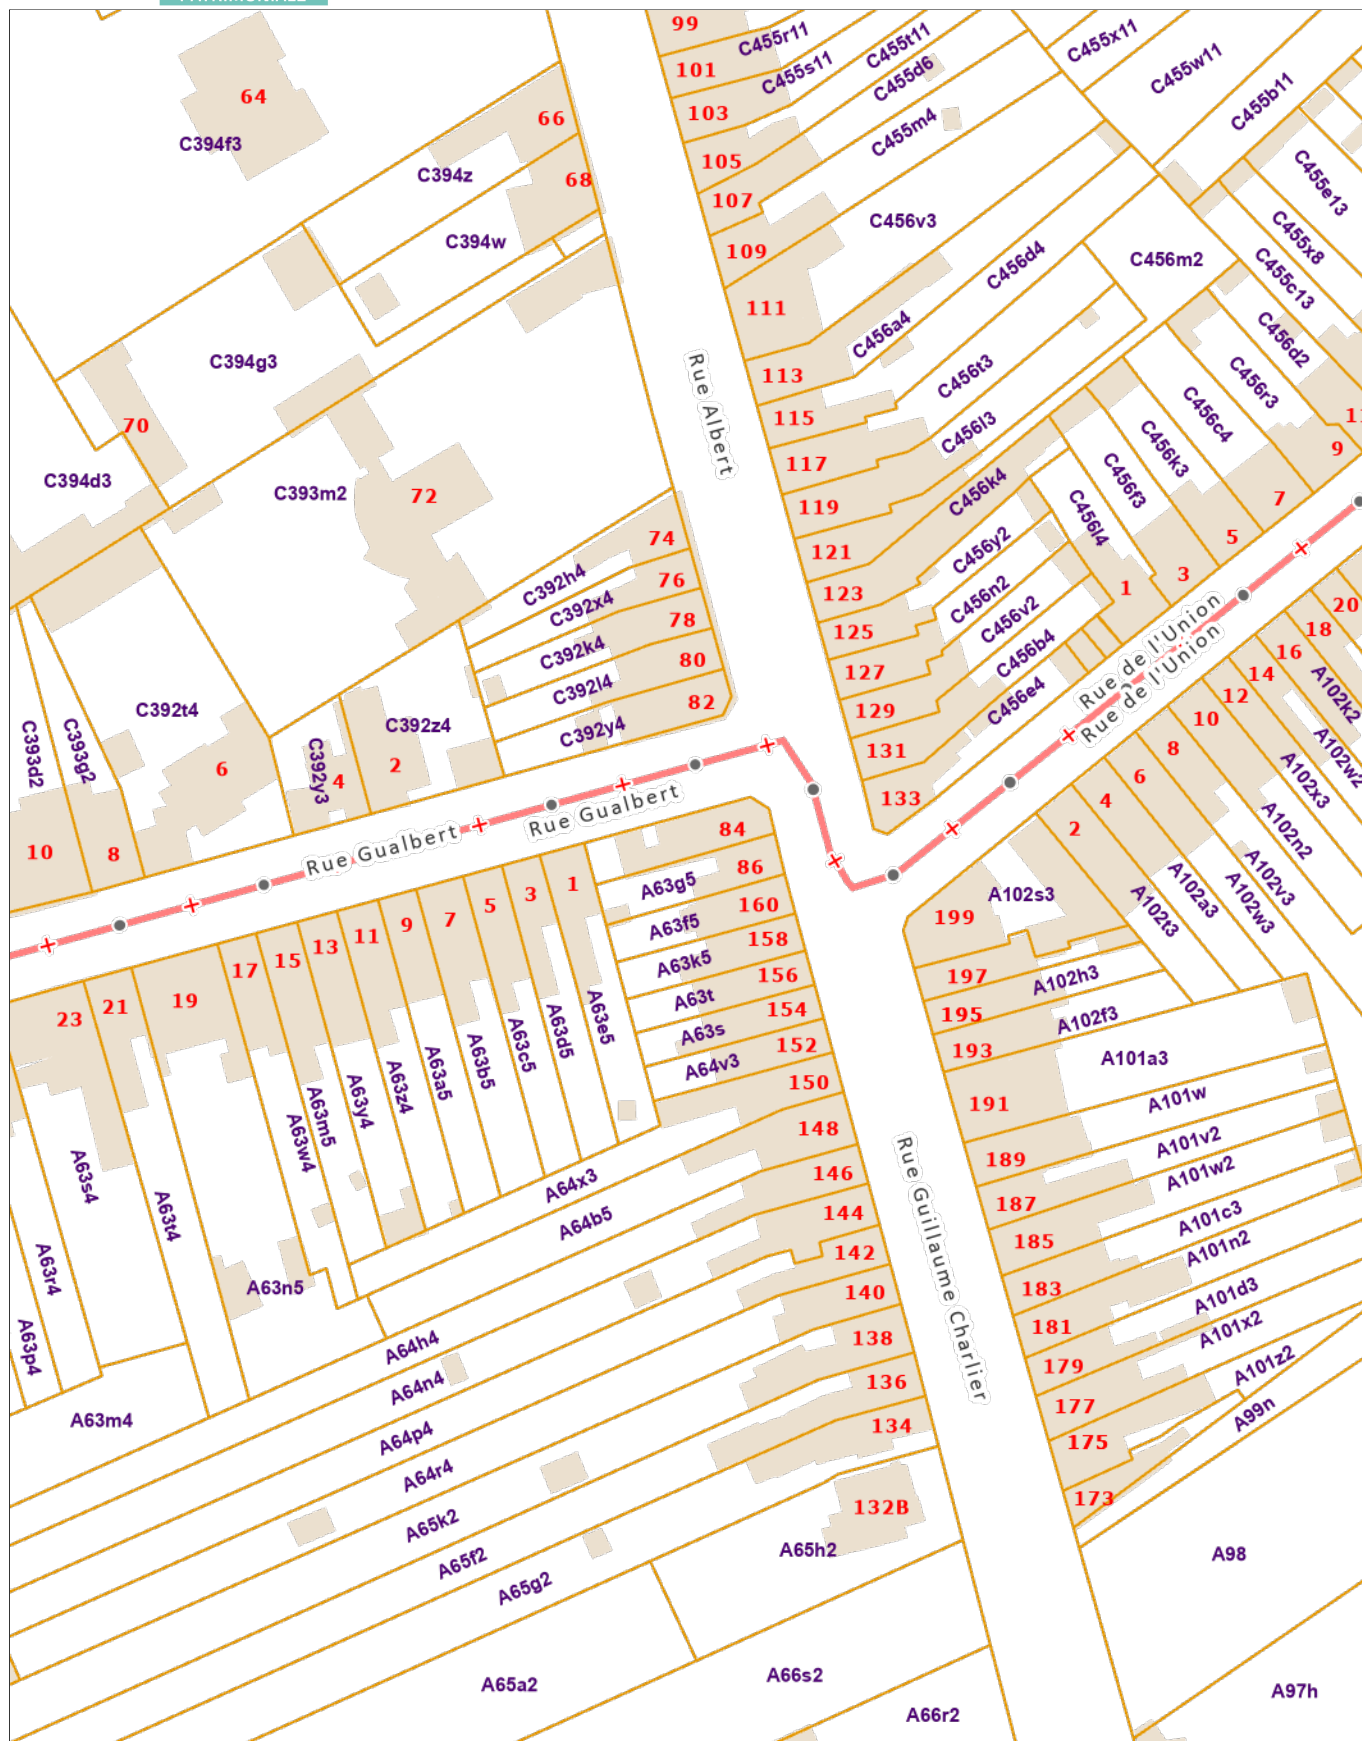 99
C455r11
C455t11
C455x11
C455w11
101
C455s11
C455d6
64
103
C455b11
66
C455m4
C394f3
105
C394z
C455e13
68
107
C456v3
C455x8
C394w
109
C456d4
C456m2
C455c13
111
C456a4
C456d2
C394g3
Rue Albert
113
C456t3
C456r3
115
C456c4
70
C456l3
9
117
C456k3
C394d3
C393m2
72
C456f3
C456k4
7
119
C456l4
74
121
C456y2
5
C392h4
76
3
123
C456n2
1
20
C392x4
78
125
C456v2
Rue de l'Union
18
C392k4
80
127
C456b4
Rue de l'Union
16
C392l4
82
129
C456e4
14
A102k2
C392t4
C392z4
C392y4
12
C393d2
C393g2
131
10
A102w2
6
C392y3
4
2
8
A102x3
133
6
A102n2
10
8
Rue Gualbert
Rue Gualbert
84
4
2
A102v3
86
A63g5
1
3
5
7
9
11
13
15
17
A102s3
A102w3
A102a3
A102t3
160
199
A63f5
158
A63k5
156
197
A102h3
23
21
19
A63t
154
195
A102f3
A63e5
A63d5
A63c5
A63b5
A63a5
A63z4
A63y4
A63m5
A63w4
A63s
152
193
A101a3
A64v3
150
191
A101w
148
A101v2
A63s4
189
A64x3
146
A101w2
A63t4
187
A64b5
144
Rue Guillaume Charlier
A101c3
185
142
A101n2
A63r4
A63n5
183
A101d3
140
181
A101x2
A63p4
A64h4
138
179
A101z2
A64n4
136
177
A99n
A63m4
134
175
A64p4
A64r4
173
132B
A65k2
A65h2
A98
A65f2
A65g2
A65a2
A66s2
A97h
A66r2